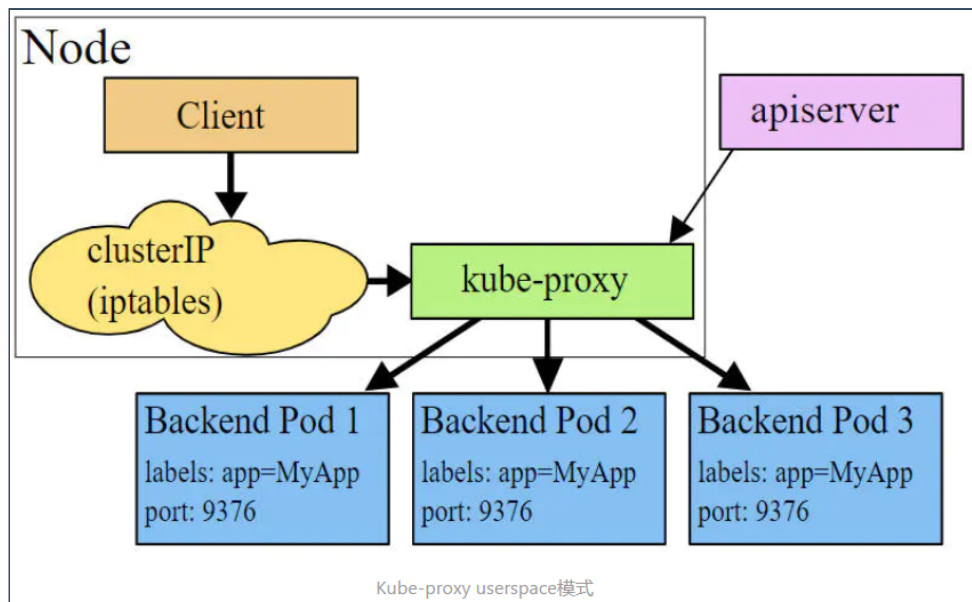 Node
Client
apiserver
clusterIP
(iptables)
kube-proxy
Backend Pod 1
labels: app=MyApp
port: 9376
Backend Pod 2
labels: app=MyApp
port: 9376
Backend Pod 3
labels: app=MyApp
port: 9376
Kube-proxy userspace模式